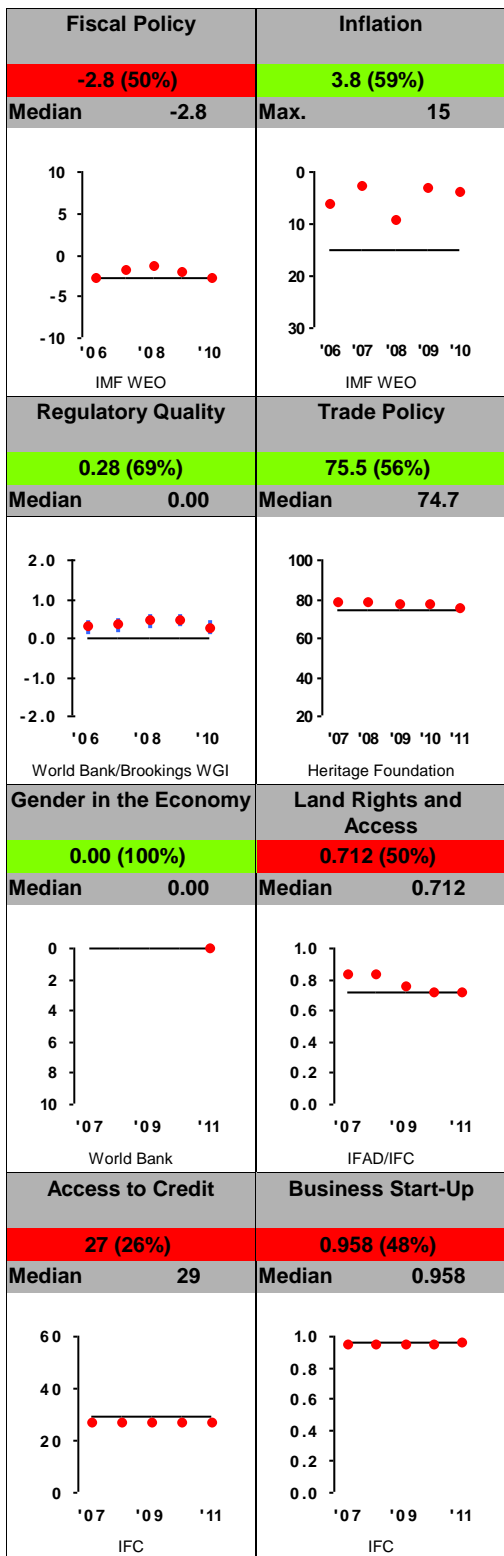 Fiscal Policy
-2.8 (50%)
Median -2.8
10
5
0
-5
-10
'06 '08 '10
IMF WEO
Inflation
3.8 (59%)
Max. 15
0
10
20
30
'06 '07 '08 '09 '10
IMF WEO
Regulatory Quality
0.28 (69%)
Median 0.00
2.0
1.0
0.0
-1.0
-2.0
'06 '08 '10
World Bank/Brookings WGI
Trade Policy
75.5 (56%)
Median 74.7
100
80
60
40
20
'07 '08 '09 '10 '11
Heritage Foundation
Gender in the Economy
0.00 (100%)
Median 0.00
0
2
4
6
8
10
'07 '09 '11
World Bank
Land Rights and
Access
0.712 (50%)
Median 0.712
1.0
0.8
0.6
0.4
0.2
0.0
'07 '09 '11
IFAD/IFC
Access to Credit
27 (26%)
Median 29
60
40
20
0
'07 '09 '11
IFC
Business Start-Up
0.958 (48%)
Median 0.958
1.0
0.8
0.6
0.4
0.2
0.0
'07 '09 '11
IFC